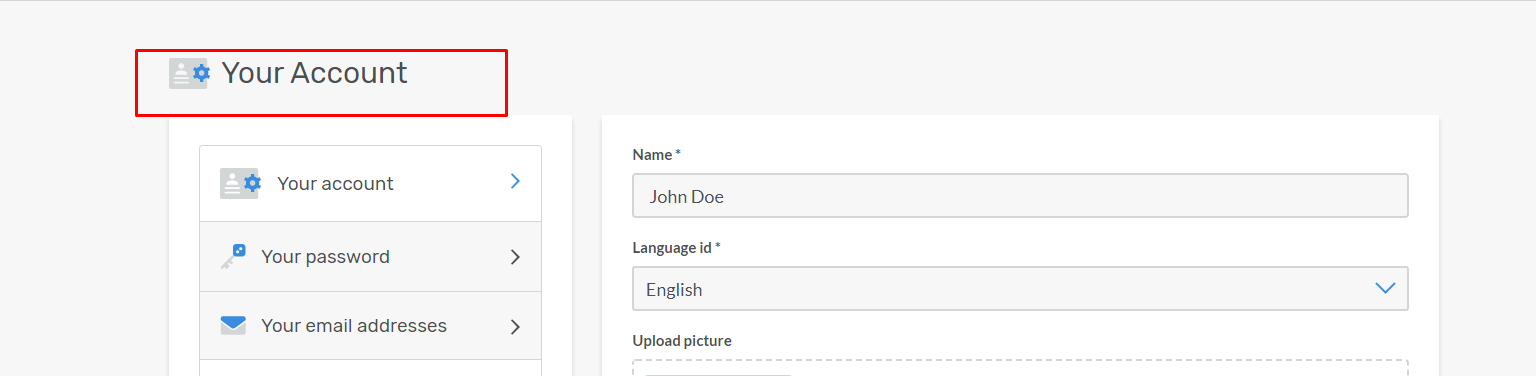 Your Account
Your account
Your password
Your email addresses
Name *
John Doe
Language id *
English
Upload picture